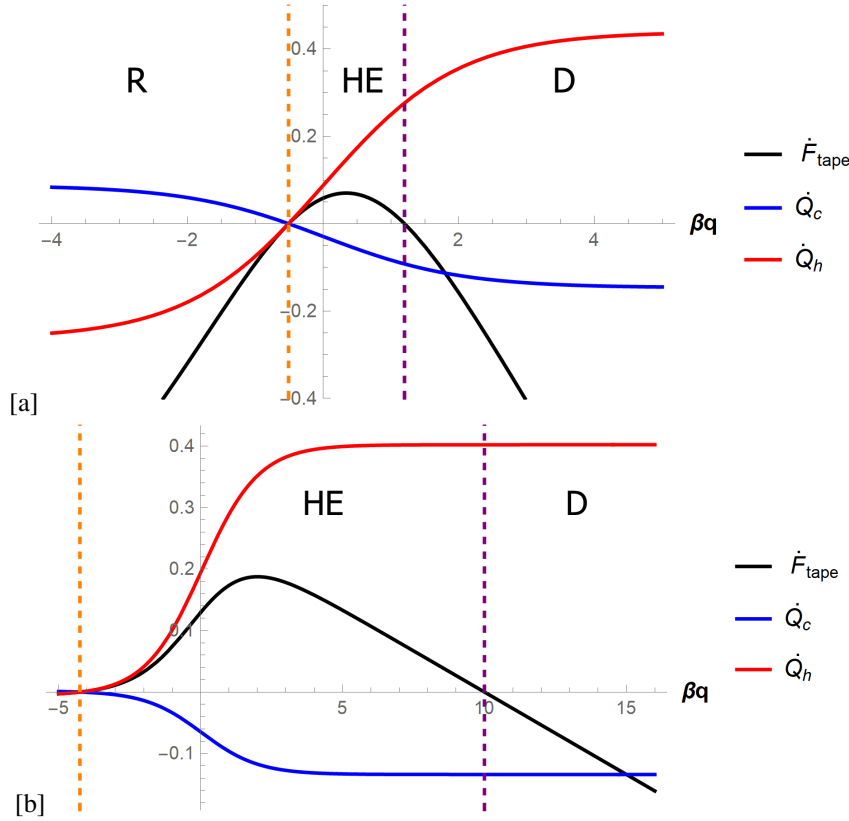 0.4
R HE D
0.2
-4 -2 2 4 βq
-0.2
-0.4
Ḟtape
Q̇c
Q̇h
[a]
0.4
HE D
0.3
0.2
0.1
-5 5 10 15 βq
-0.1
Ḟtape
Q̇c
Q̇h
[b]